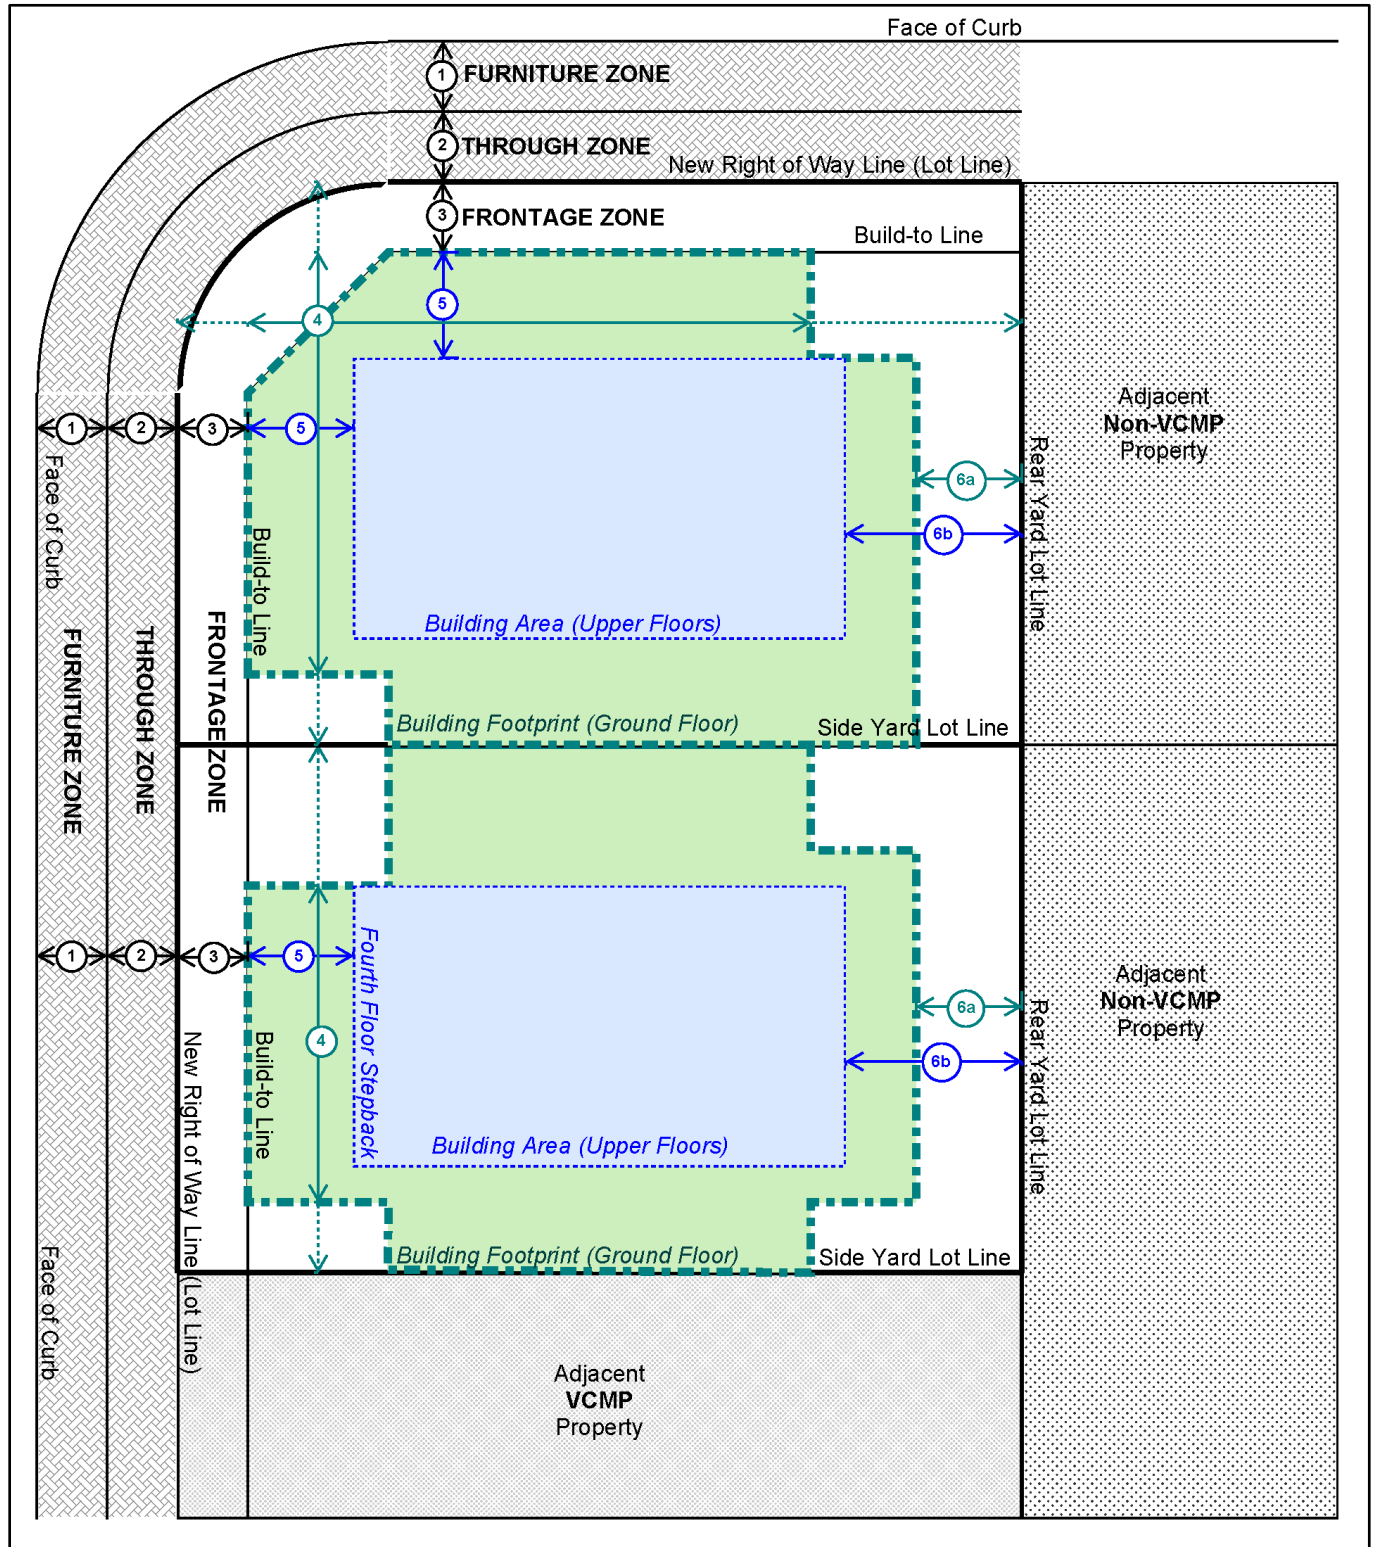 Face of Curb
1 FURNITURE ZONE
2 THROUGH ZONE
New Right of Way Line (Lot Line)
3 FRONTAGE ZONE
Build-to Line
5
4
Adjacent
Non-VCMP
Property
1
2
3
5
Face of Curb
Rear Yard Lot Line
6a
6b
Build-to Line
Building Area (Upper Floors)
FURNITURE ZONE
THROUGH ZONE
FRONTAGE ZONE
Building Footprint (Ground Floor)
Side Yard Lot Line
1
2
3
5
Fourth Floor Stepback
Adjacent
Non-VCMP
Property
6a
4
6b
New Right of Way Line (Lot Line)
Build-to Line
Rear Yard Lot Line
Building Area (Upper Floors)
Building Footprint (Ground Floor)
Side Yard Lot Line
Face of Curb
Adjacent
VCMP
Property